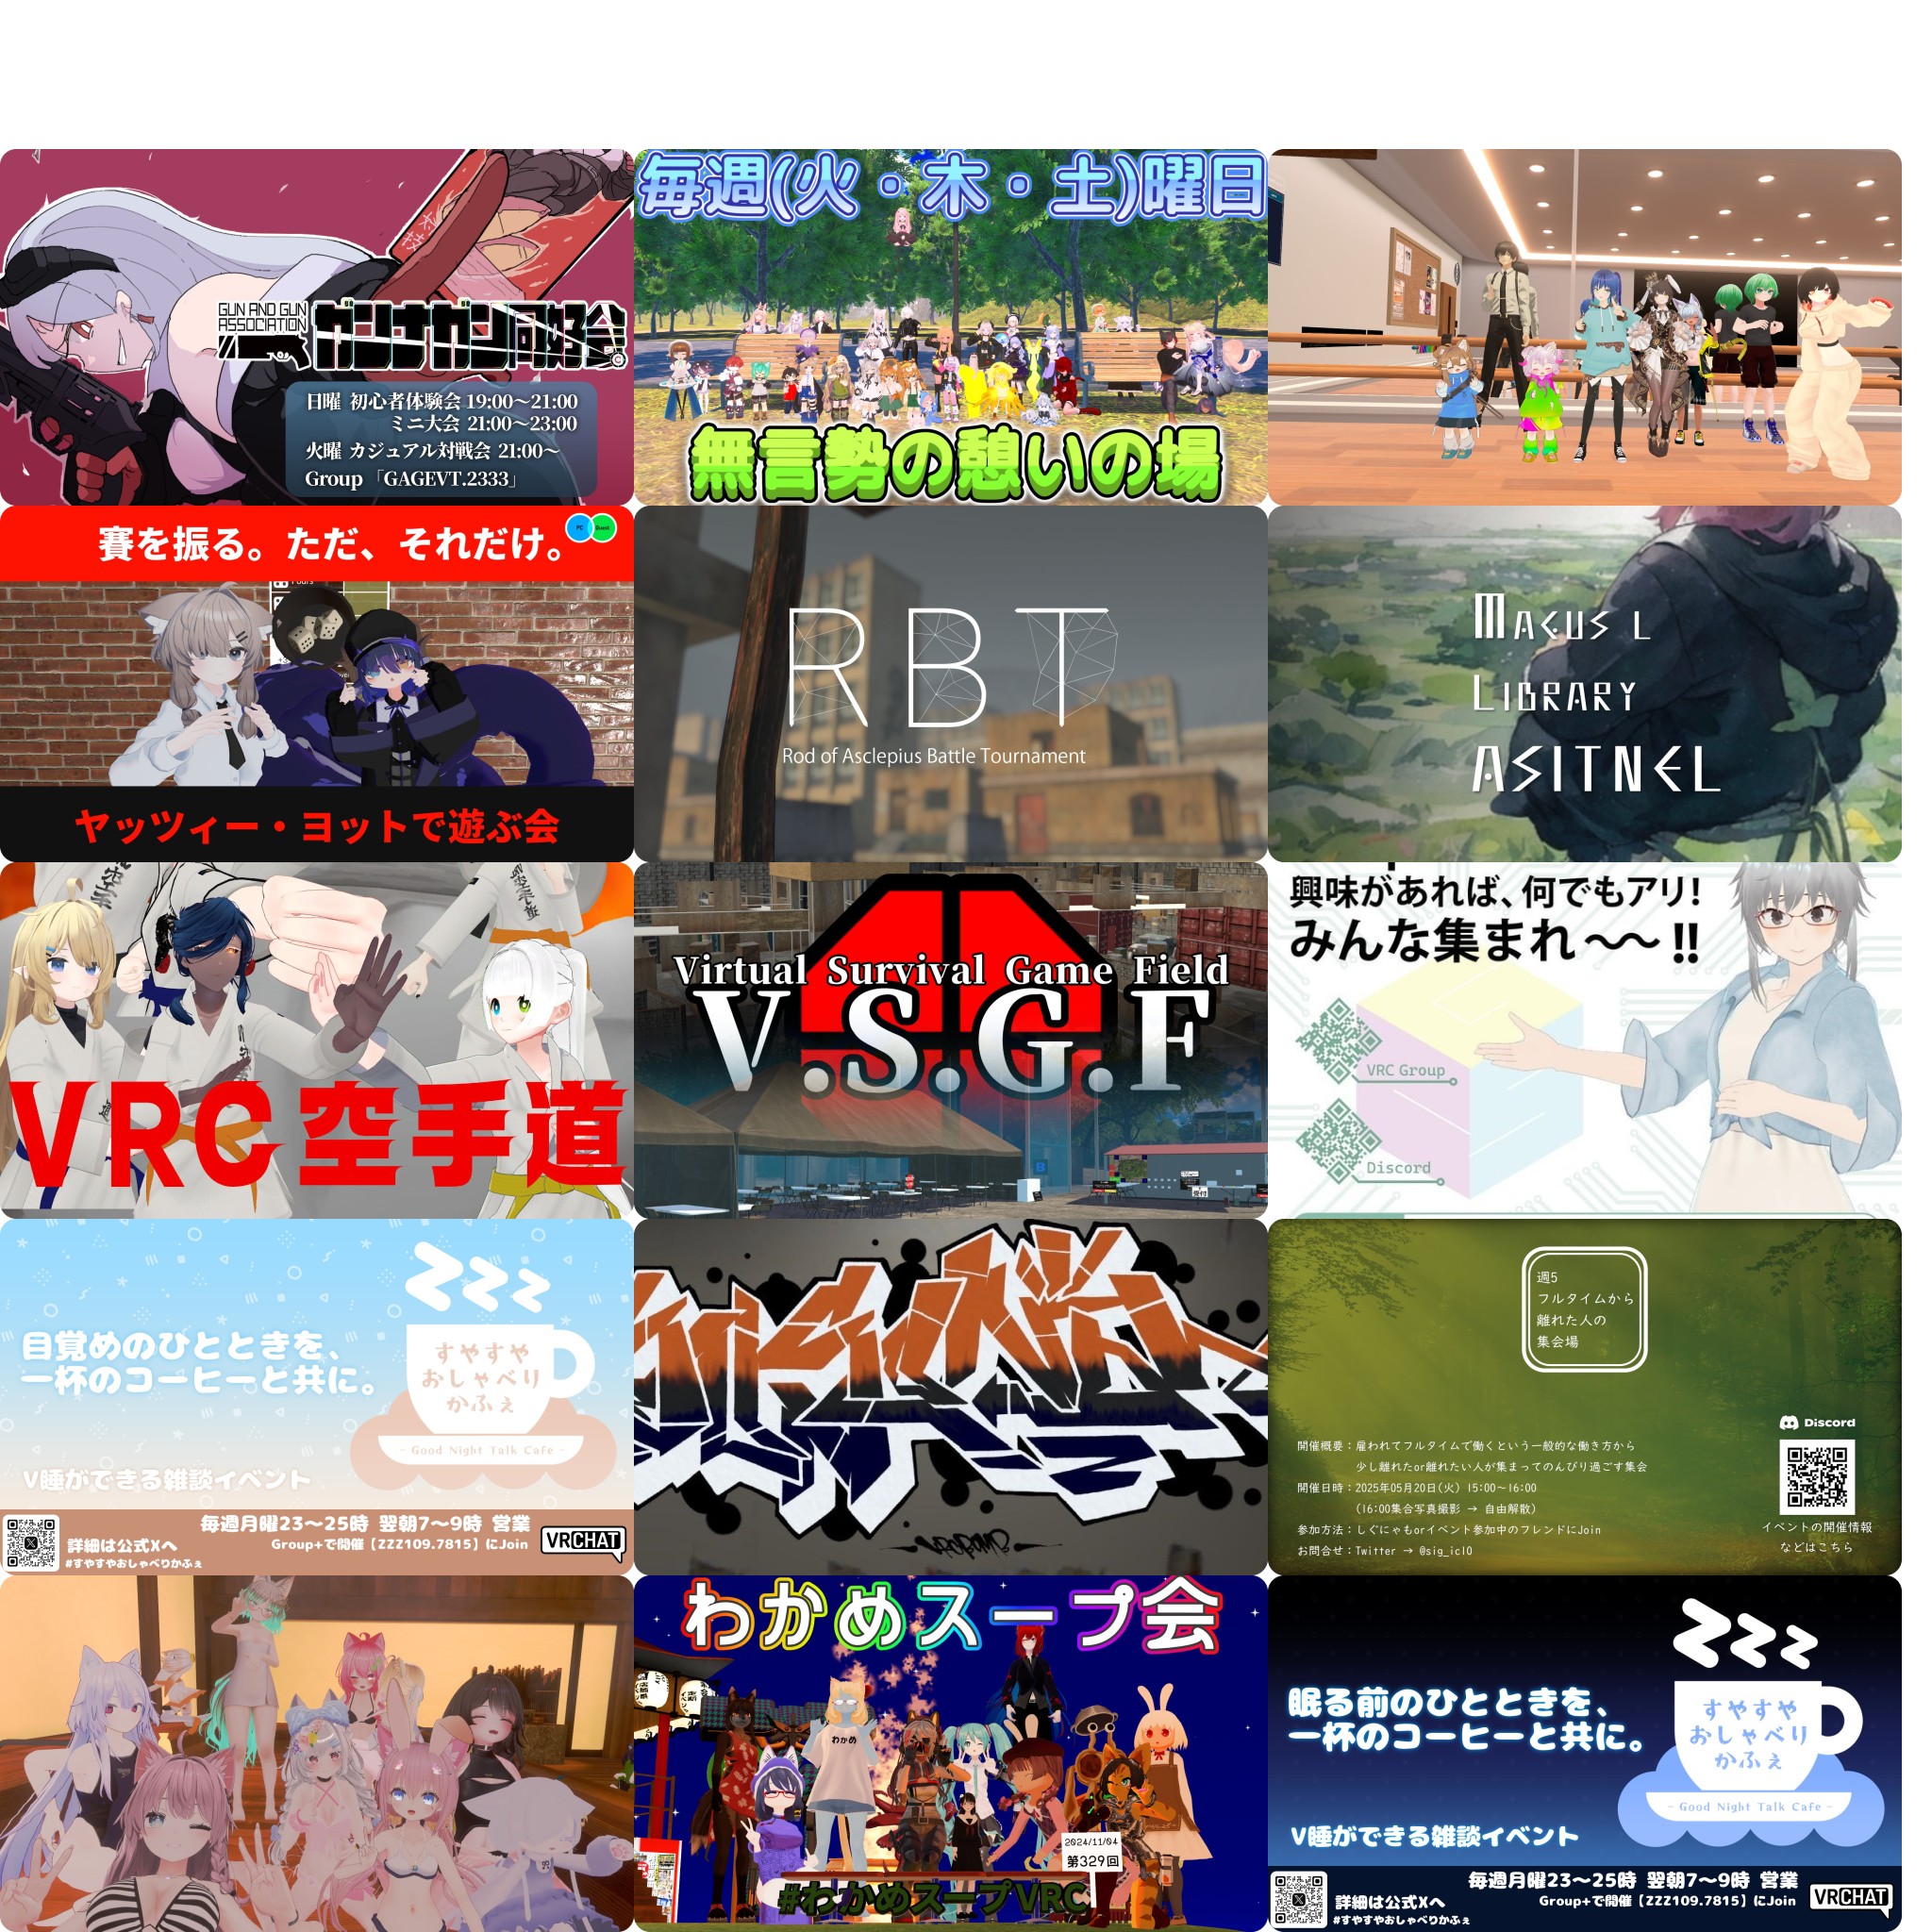 GUN AND GUN
ASSOCIATION
ガンナガン同好会
日曜 初心者体験会 19:00～21:00
ミニ大会 21:00～23:00
火曜 カジュアル対戦会 21:00～
Group「GAGEVT.2333」
毎週(火・木・土)曜日
無言勢の憩いの場
賽を振る。ただ、それだけ。
PC
Quest
ヤッツィー・ヨットで遊ぶ会
RBT
Rod of Asclepius Battle Tournament
MAEUS L
LIBRARY
ASITNEL
VRC空手道
Virtual Survival Game Field
V.S.G.F
受付
興味があれば、何でもアリ!
みんな集まれ～～!!
VRC Group
Discord
ZZZ
目覚めのひとときを、
一杯のコーヒーと共に。
すやすや
おしゃべり
かふぇ
- Good Night Talk Cafe -
V睡ができる雑談イベント
毎週月曜23～25時 翌朝7～9時 営業
Group+で開催【ZZZ109.7815】にJoin
詳細は公式Xへ
#すやすやおしゃべりかふぇ
VRCHAT
週5
フルタイムから
離れた人の
集会場
Discord
開催概要：雇われてフルタイムで働くという一般的な働き方から
少し離れたor離れたい人が集まってのんびり過ごす集会
開催日時：2025年05月20日(火) 15:00～16:00
(16:00集合写真撮影 → 自由解散)
参加方法：しぐにゃもorイベント参加中のフレンドにJoin
お問合せ：Twitter → @sig_icl0
イベントの開催情報
などはこちら
わかめスープ会
わかめ
2024/11/04
第329回
#わかめスープVRC
ZZZ
眠る前のひとときを、
一杯のコーヒーと共に。
すやすや
おしゃべり
かふぇ
- Good Night Talk Cafe -
V睡ができる雑談イベント
毎週月曜23～25時 翌朝7～9時 営業
Group+で開催【ZZZ109.7815】にJoin
詳細は公式Xへ
#すやすやおしゃべりかふぇ
VRCHAT